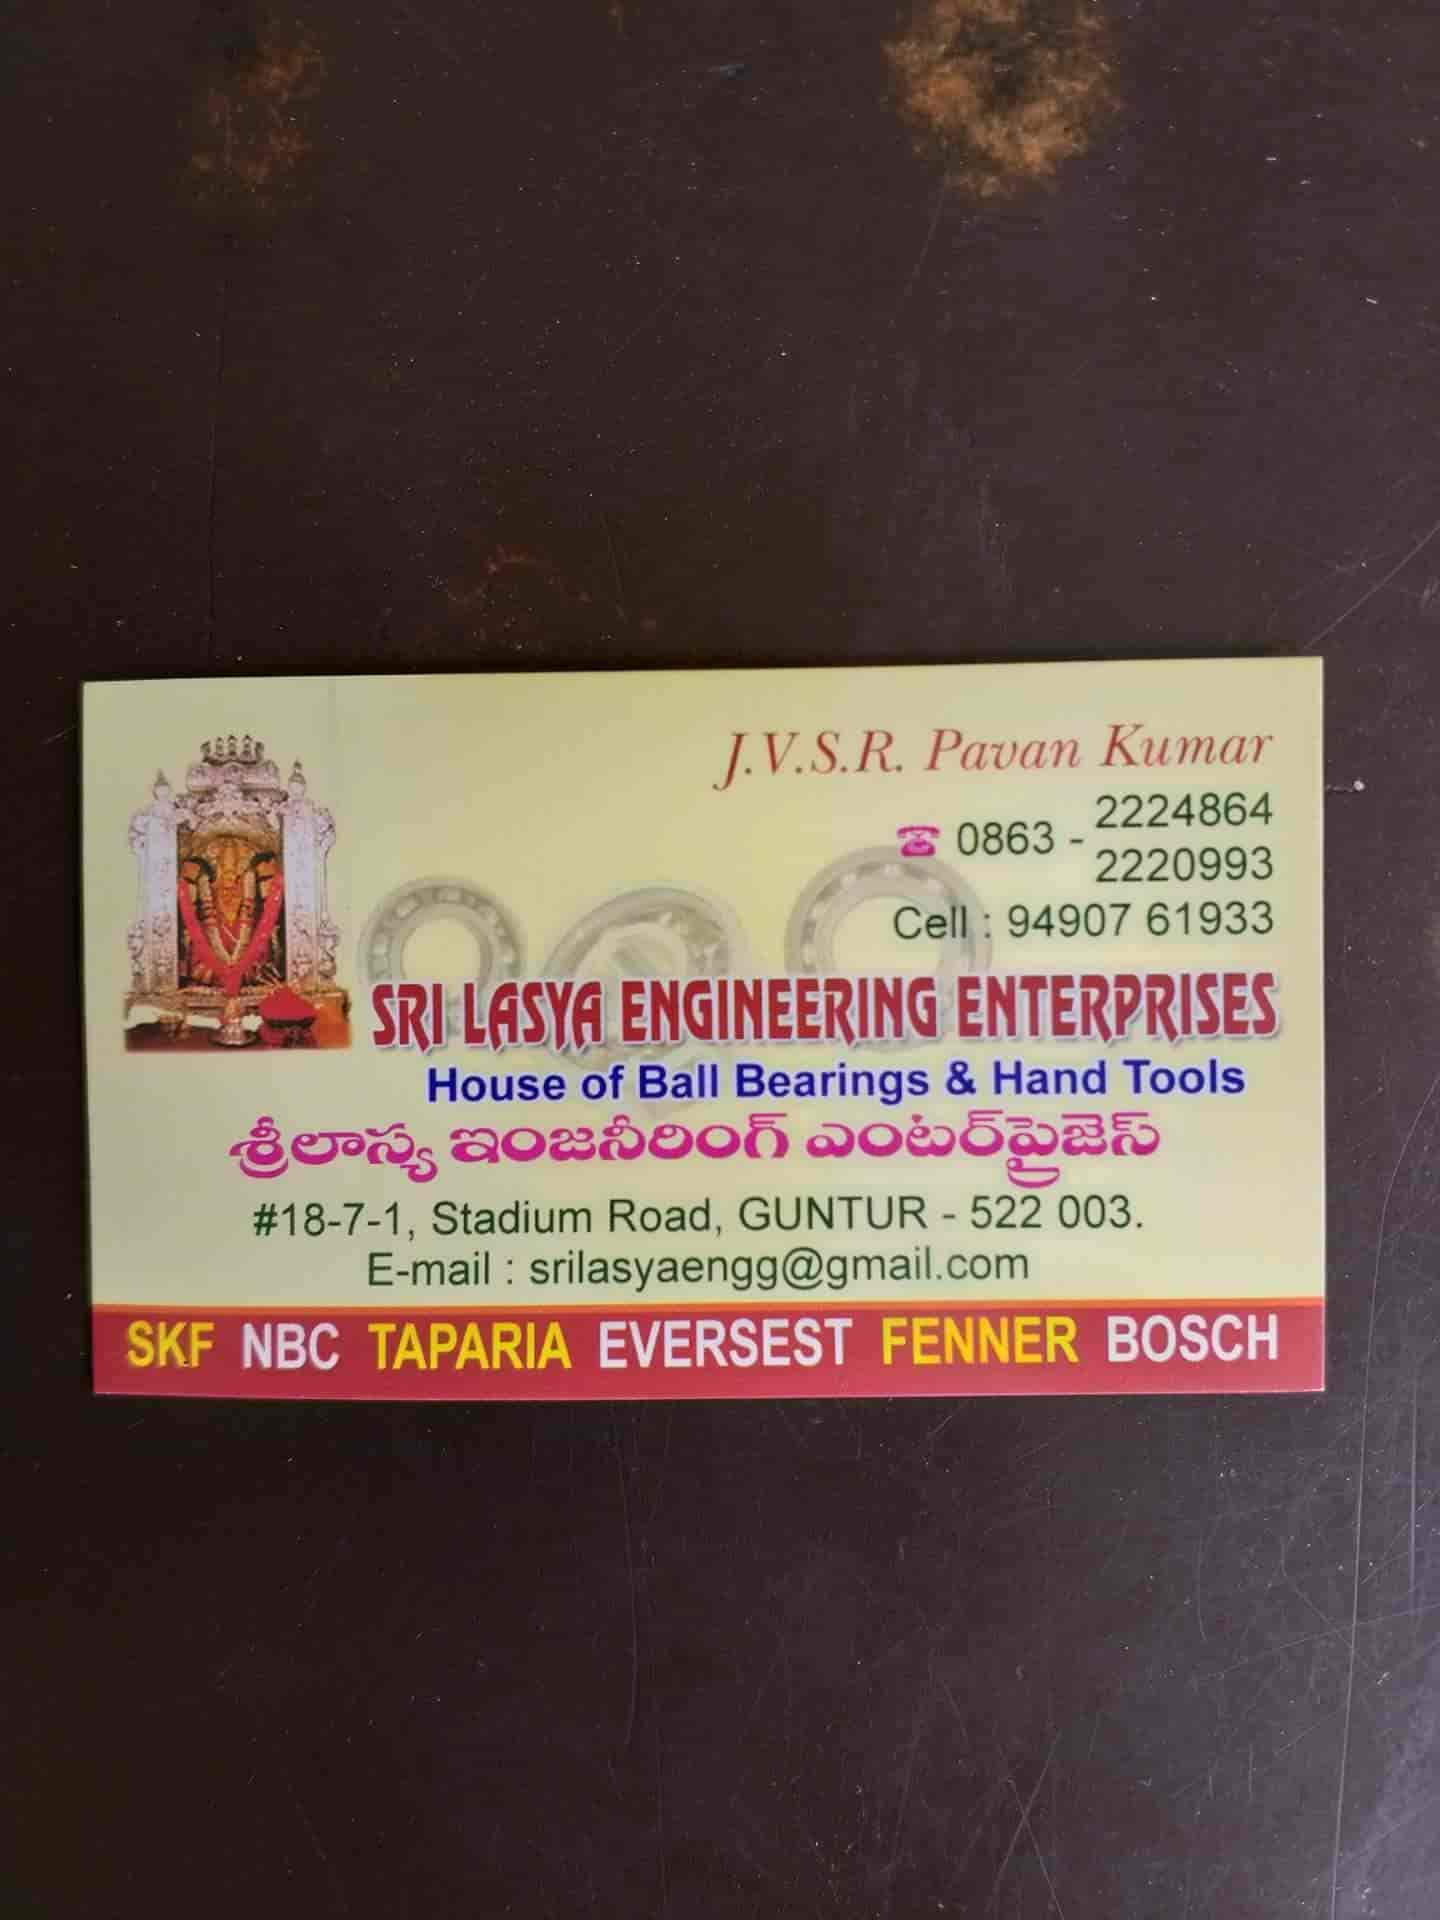 J.V.S.R. Pavan Kumar
☎ 0863 - 2224864
2220993
Cell : 94907 61933
SRI LASYA ENGINEERING ENTERPRISES
House of Ball Bearings & Hand Tools
శ్రీలాస్య ఇంజనీరింగ్ ఎంటర్‌ప్రైజెస్
#18-7-1, Stadium Road, GUNTUR - 522 003.
E-mail : srilasyaengg@gmail.com
SKF NBC TAPARIA EVERSEST FENNER BOSCH